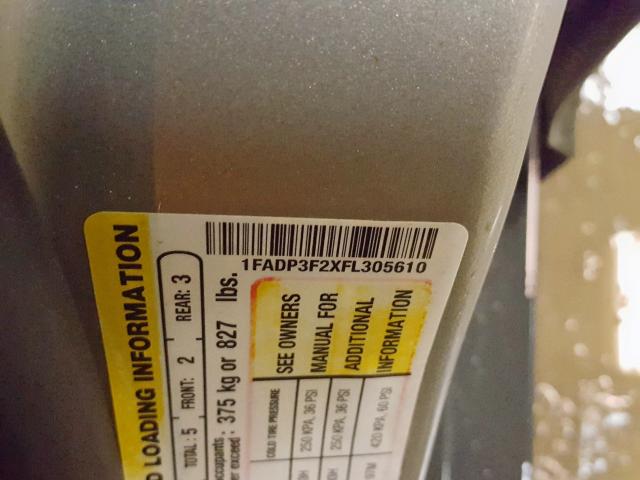 1FADP3F2XFL305610
LOADING INFORMATION
TOTAL: 5 FRONT: 2 REAR: 3
375 kg or 827 lbs.
COLD TIRE PRESSURE
250 KPA, 36 PSI
250 KPA, 36 PSI
420 KPA, 60 PSI
SEE OWNERS
MANUAL FOR
ADDITIONAL
INFORMATION